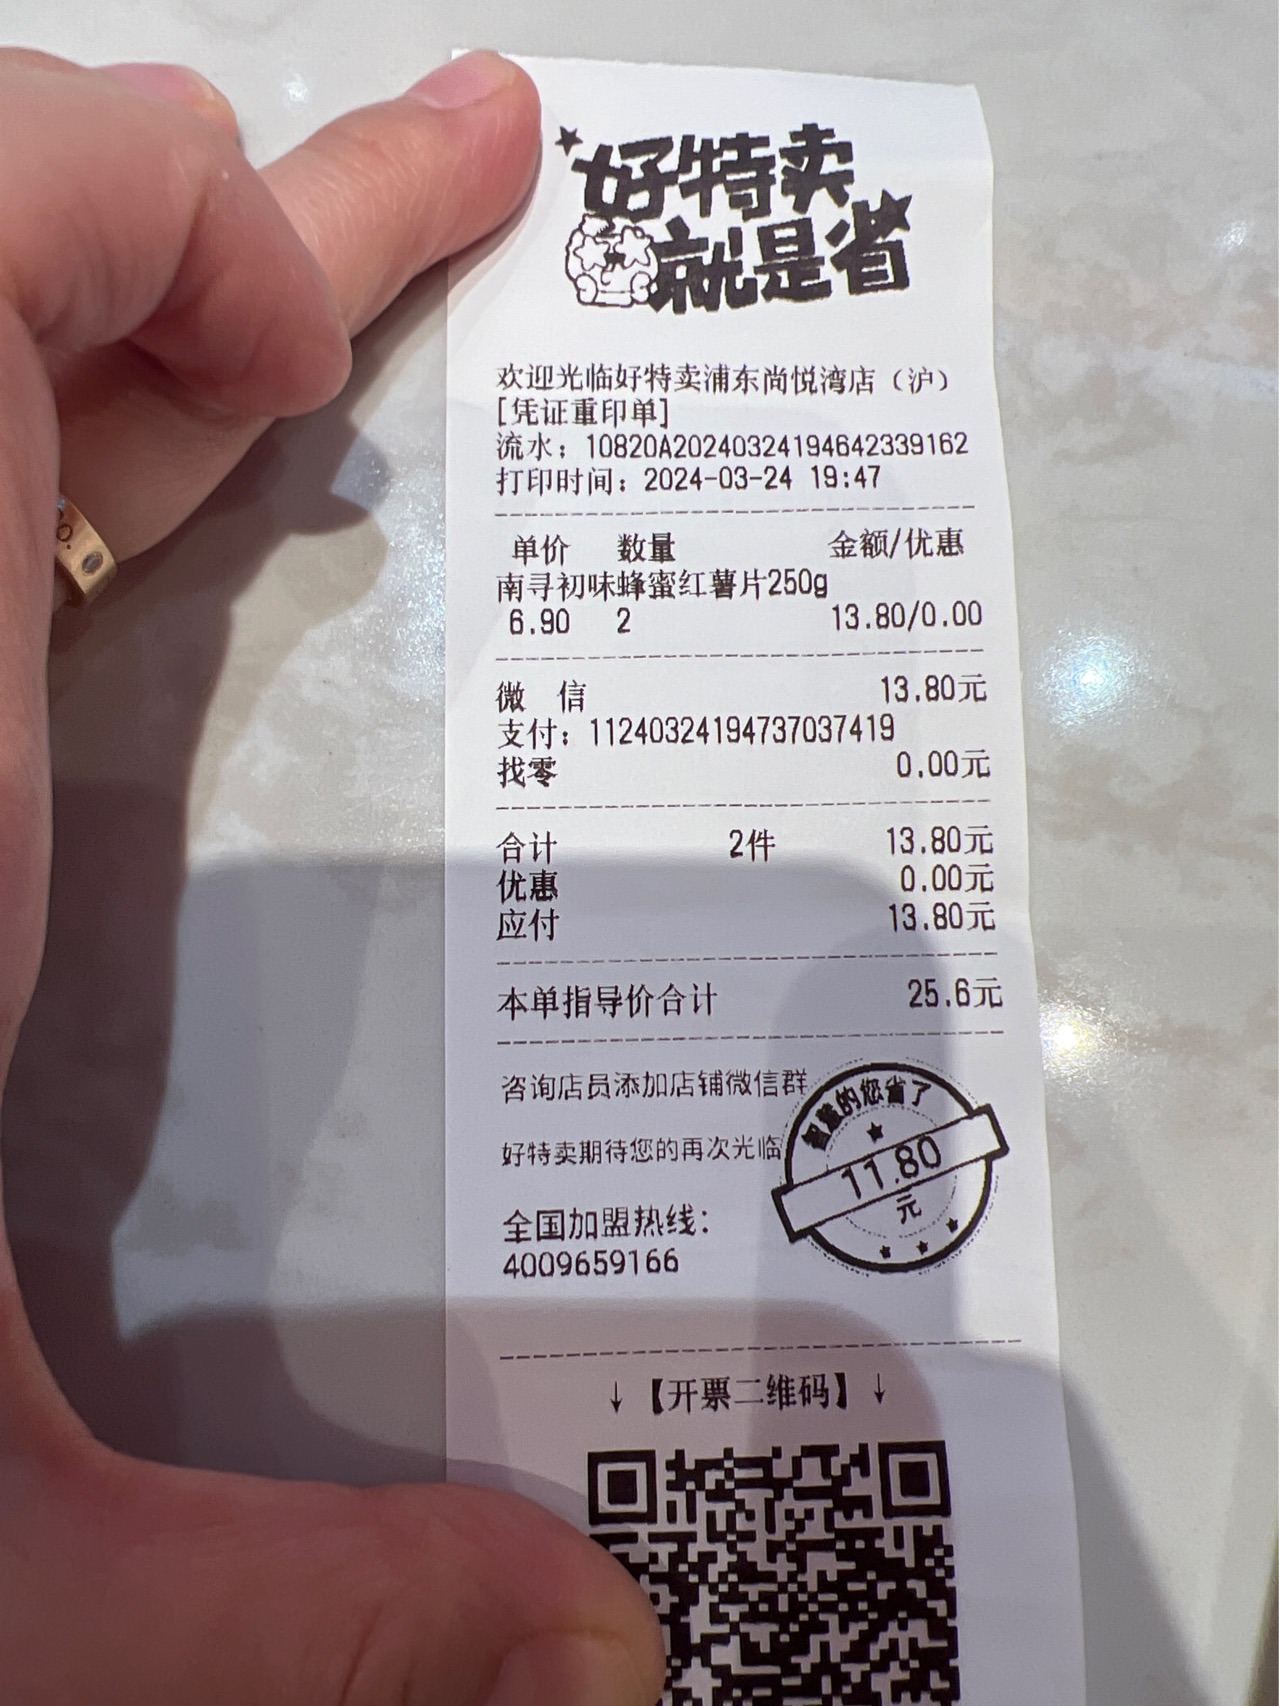 好特卖
就是省
欢迎光临好特卖浦东尚悦湾店（沪）
[凭证重印单]
流水：10820A20240324194642339162
打印时间：2024-03-24 19:47
单价 数量 金额/优惠
南寻初味蜂蜜红薯片250g
6.90 2 13.80/0.00
微 信 13.80元
支付：11240324194737037419
找零 0.00元
合计 2件 13.80元
优惠 0.00元
应付 13.80元
本单指导价合计 25.6元
咨询店员添加店铺微信群
好特卖期待您的再次光临
智慧的您省了
11.80
元
全国加盟热线：
4009659166
↓【开票二维码】↓